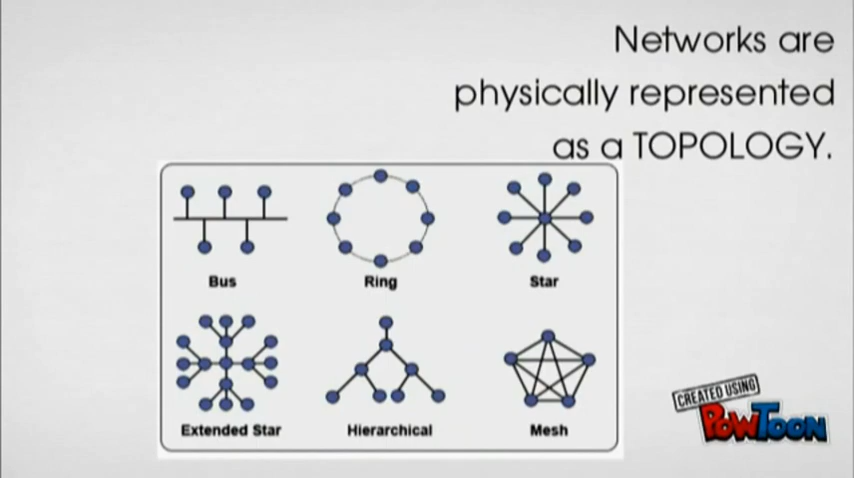 Networks are
physically represented
as a TOPOLOGY.
Bus Ring Star
Extended Star Hierarchical Mesh
CREATED USING
POWTOON